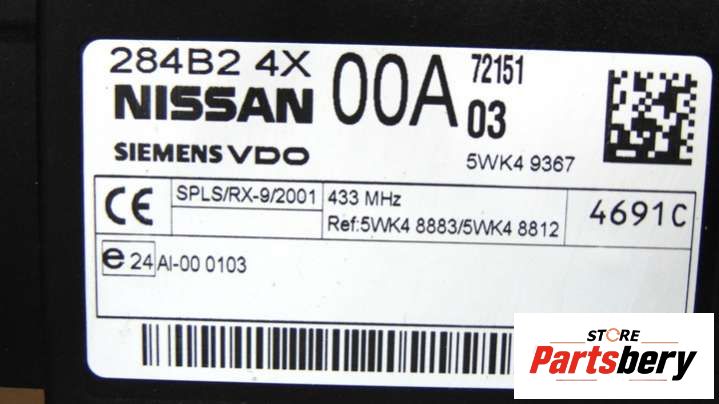 284B2 4X 00A 72151
NISSAN 03
SIEMENS VDO 5WK4 9367
CE SPLS/RX-9/2001 433 MHz 4691C
Ref:5WK4 8883/5WK4 8812
e 24 AI-00 0103
STORE
Partsbery